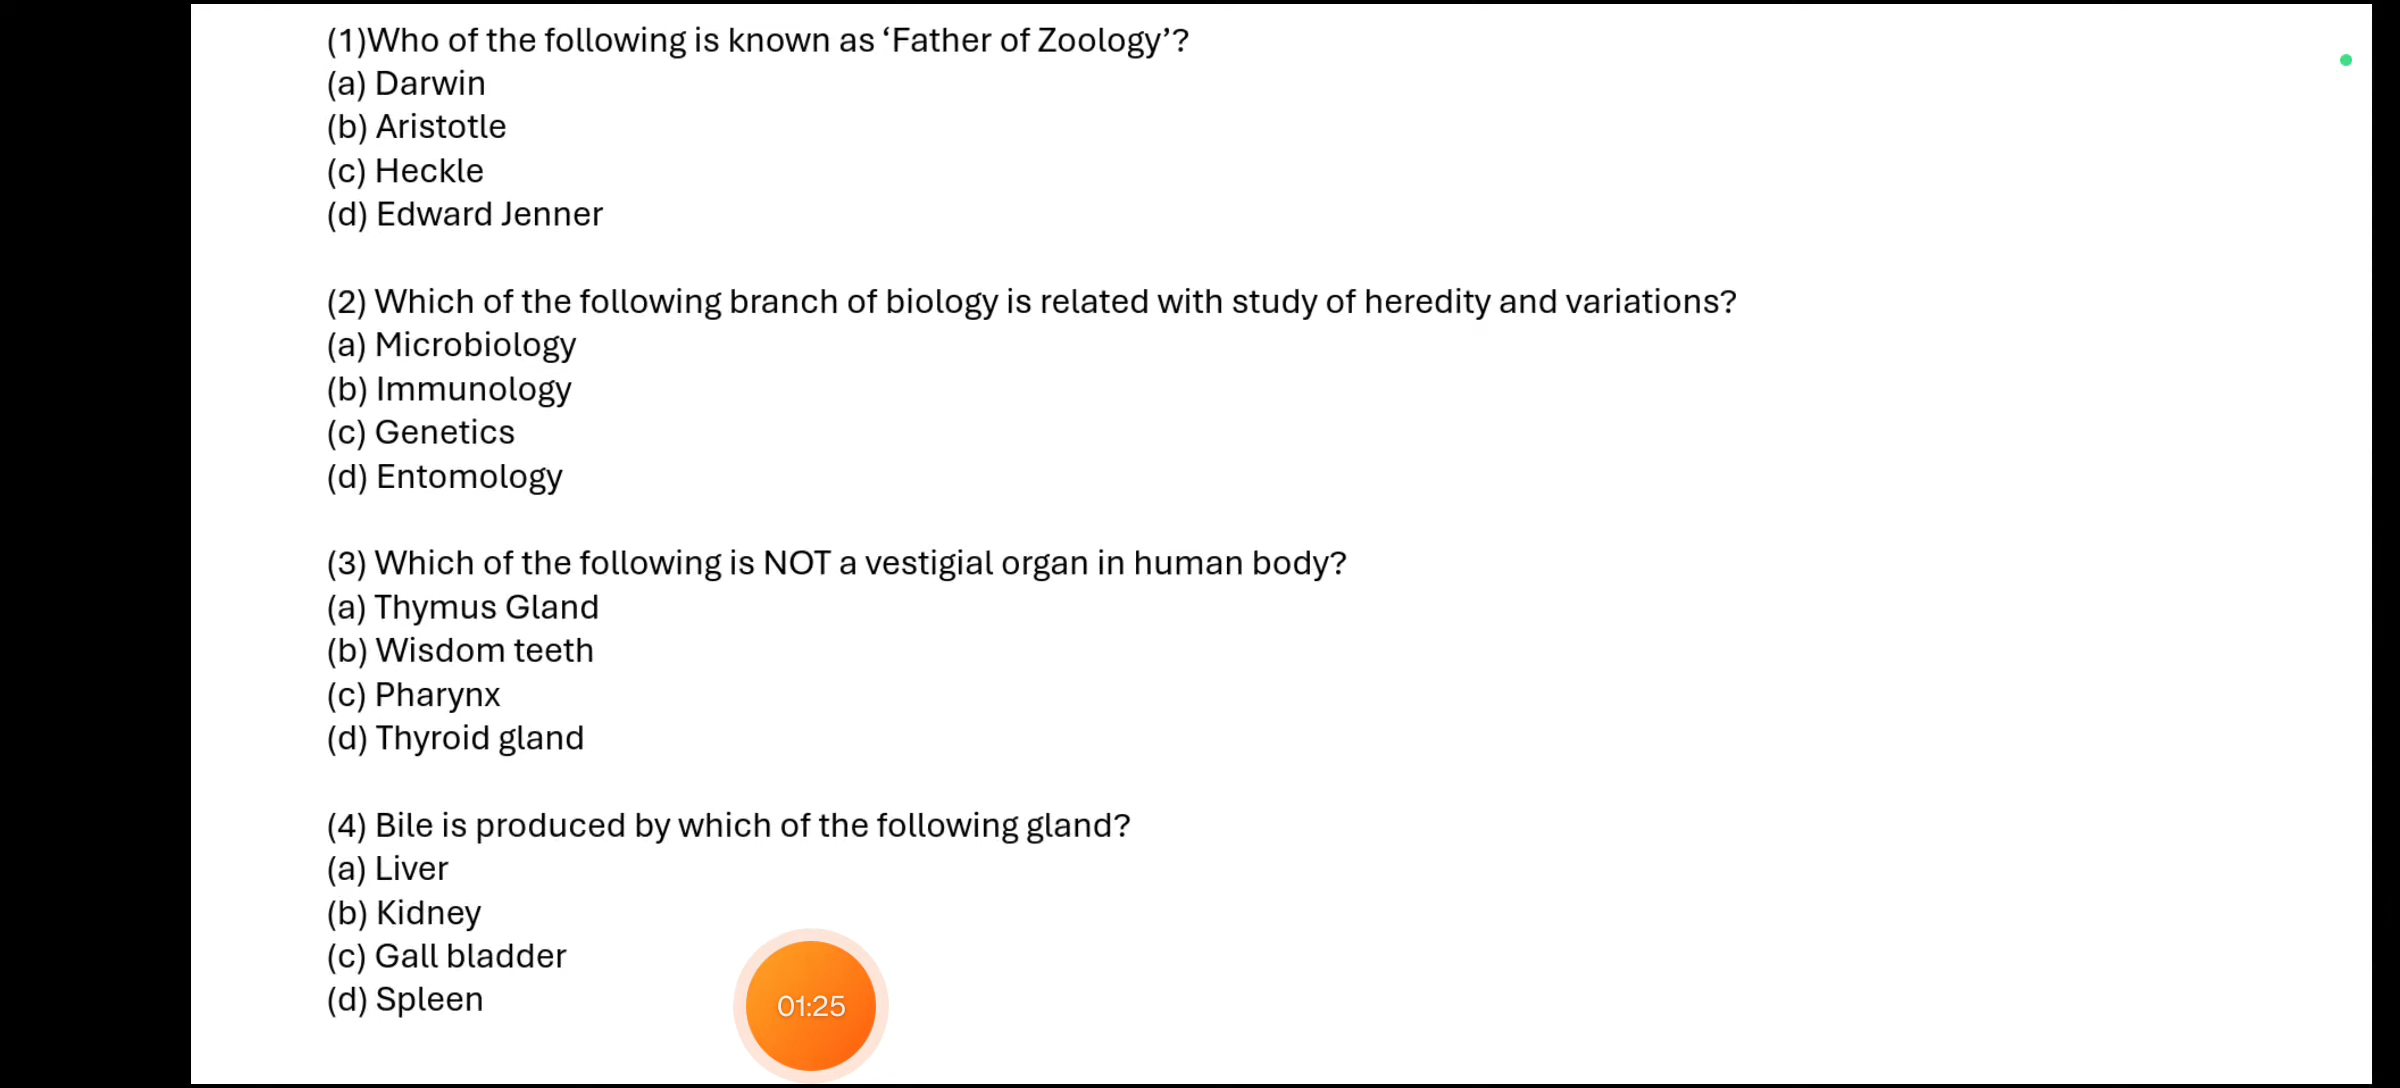 (1)Who of the following is known as ‘Father of Zoology’?
(a) Darwin
(b) Aristotle
(c) Heckle
(d) Edward Jenner
(2) Which of the following branch of biology is related with study of heredity and variations?
(a) Microbiology
(b) Immunology
(c) Genetics
(d) Entomology
(3) Which of the following is NOT a vestigial organ in human body?
(a) Thymus Gland
(b) Wisdom teeth
(c) Pharynx
(d) Thyroid gland
(4) Bile is produced by which of the following gland?
(a) Liver
(b) Kidney
(c) Gall bladder
(d) Spleen
01:25